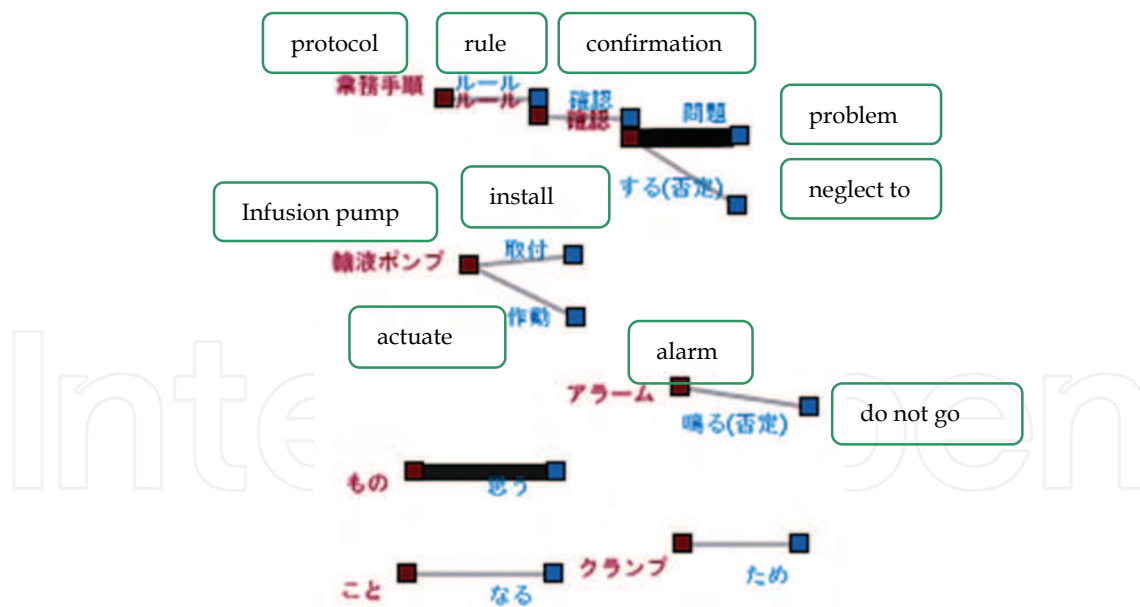 protocol
rule
confirmation
業務手順
ルール
ルール
確認
確認
問題
problem
する(否定)
neglect to
Infusion pump
install
輸液ポンプ
取付
作動
actuate
alarm
アラーム
鳴る(否定)
do not go
もの
思う
こと
なる
クランプ
ため